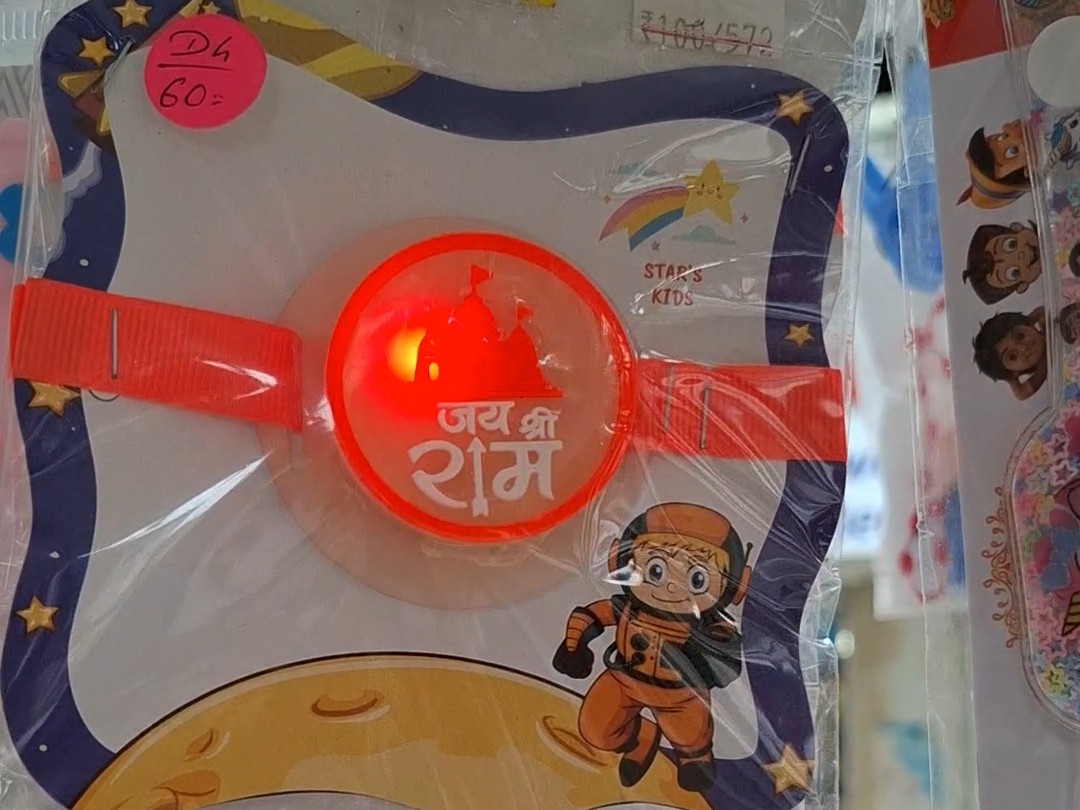 ₹100/572
Dh
60=
STAR'S
KIDS
जय श्री
राम